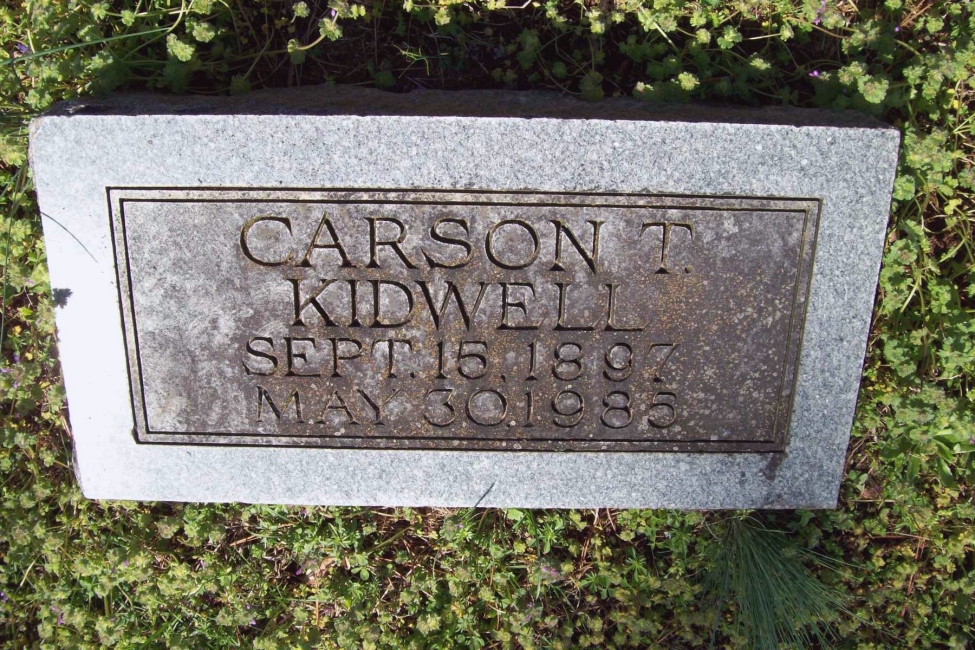 CARSON T.
KIDWELL
SEPT. 15, 1897
MAY 30, 1985